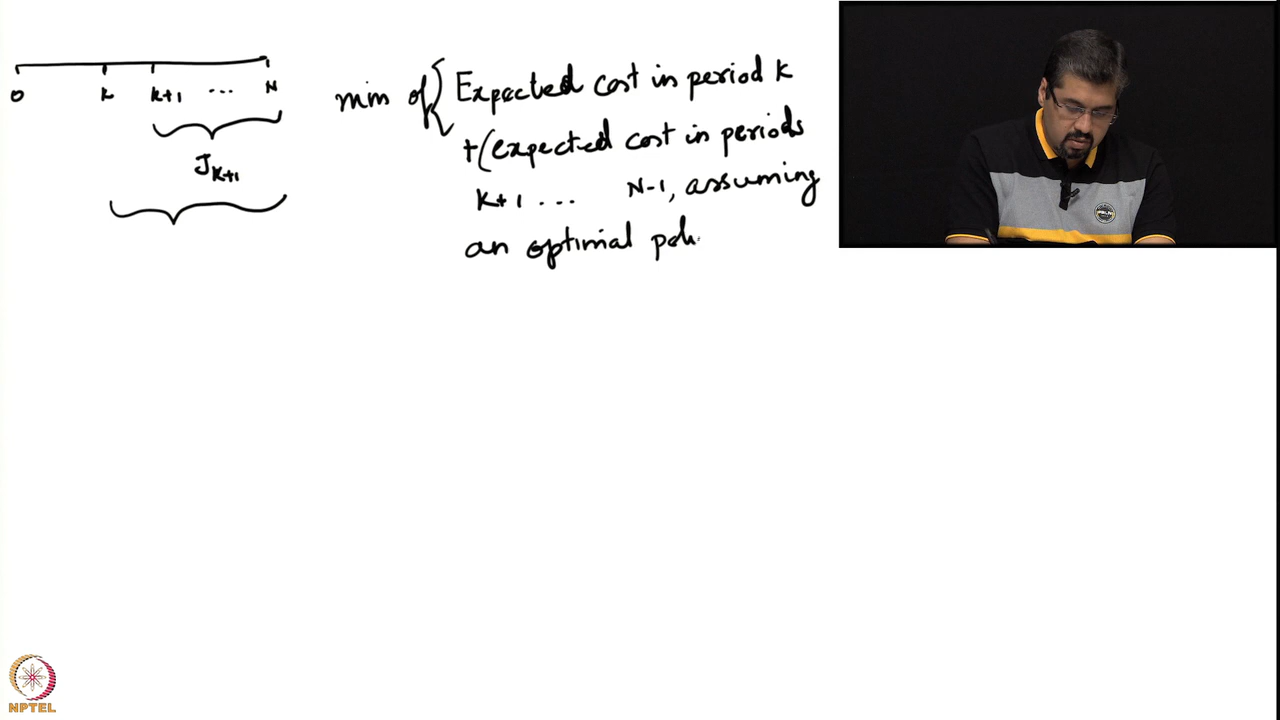 0 k k+1 ... N
J_{k+1}
min of { Expected cost in period k
+ (expected cost in periods
k+1 ... N-1, assuming
an optimal poli
NPTEL